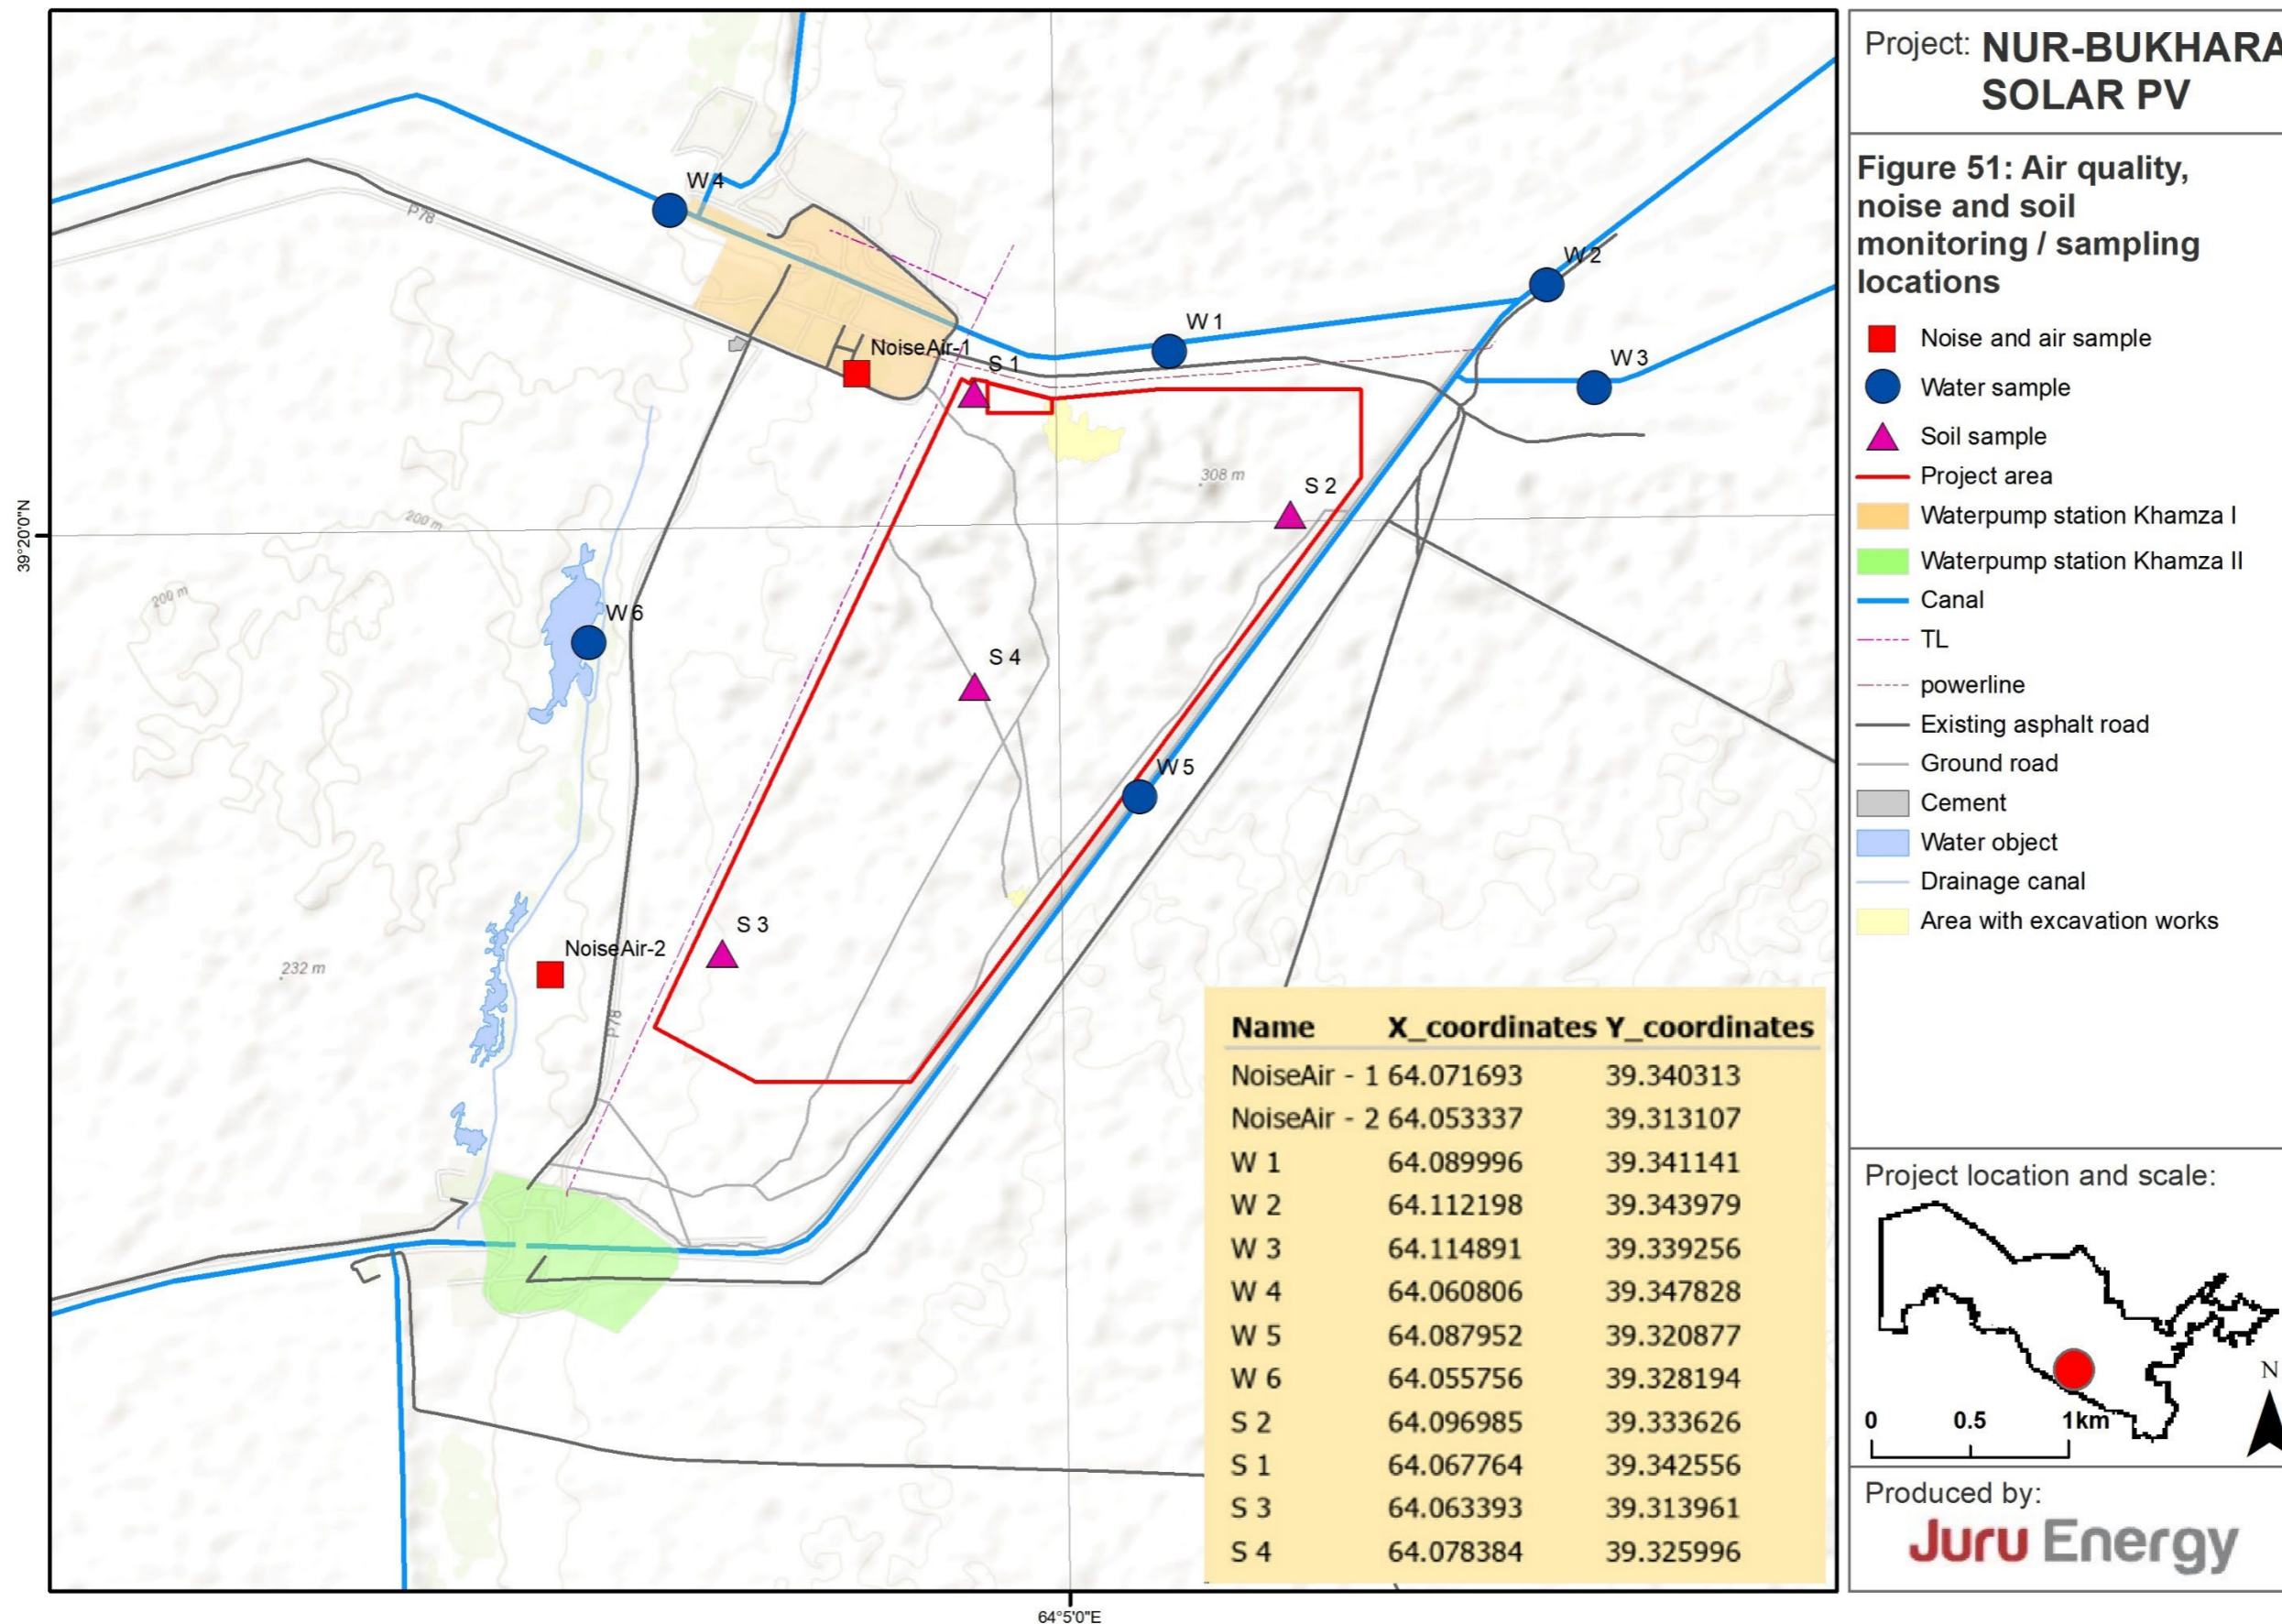 Project: NUR-BUKHARA
SOLAR PV
Figure 51: Air quality,
noise and soil
monitoring / sampling
locations
Noise and air sample
Water sample
Soil sample
Project area
Waterpump station Khamza I
Waterpump station Khamza II
Canal
TL
powerline
Existing asphalt road
Ground road
Cement
Water object
Drainage canal
Area with excavation works
Project location and scale:
N
0 0.5 1km
Produced by:
Juru Energy
W 4
P78
W 2
W 1
NoiseAir-1
S 1
W 3
308 m
S 2
200 m
39°20'0"N
200 m
W 6
S 4
W 5
S 3
NoiseAir-2
232 m
P78
Name X_coordinates Y_coordinates
NoiseAir - 1 64.071693 39.340313
NoiseAir - 2 64.053337 39.313107
W 1 64.089996 39.341141
W 2 64.112198 39.343979
W 3 64.114891 39.339256
W 4 64.060806 39.347828
W 5 64.087952 39.320877
W 6 64.055756 39.328194
S 2 64.096985 39.333626
S 1 64.067764 39.342556
S 3 64.063393 39.313961
S 4 64.078384 39.325996
64°5'0"E